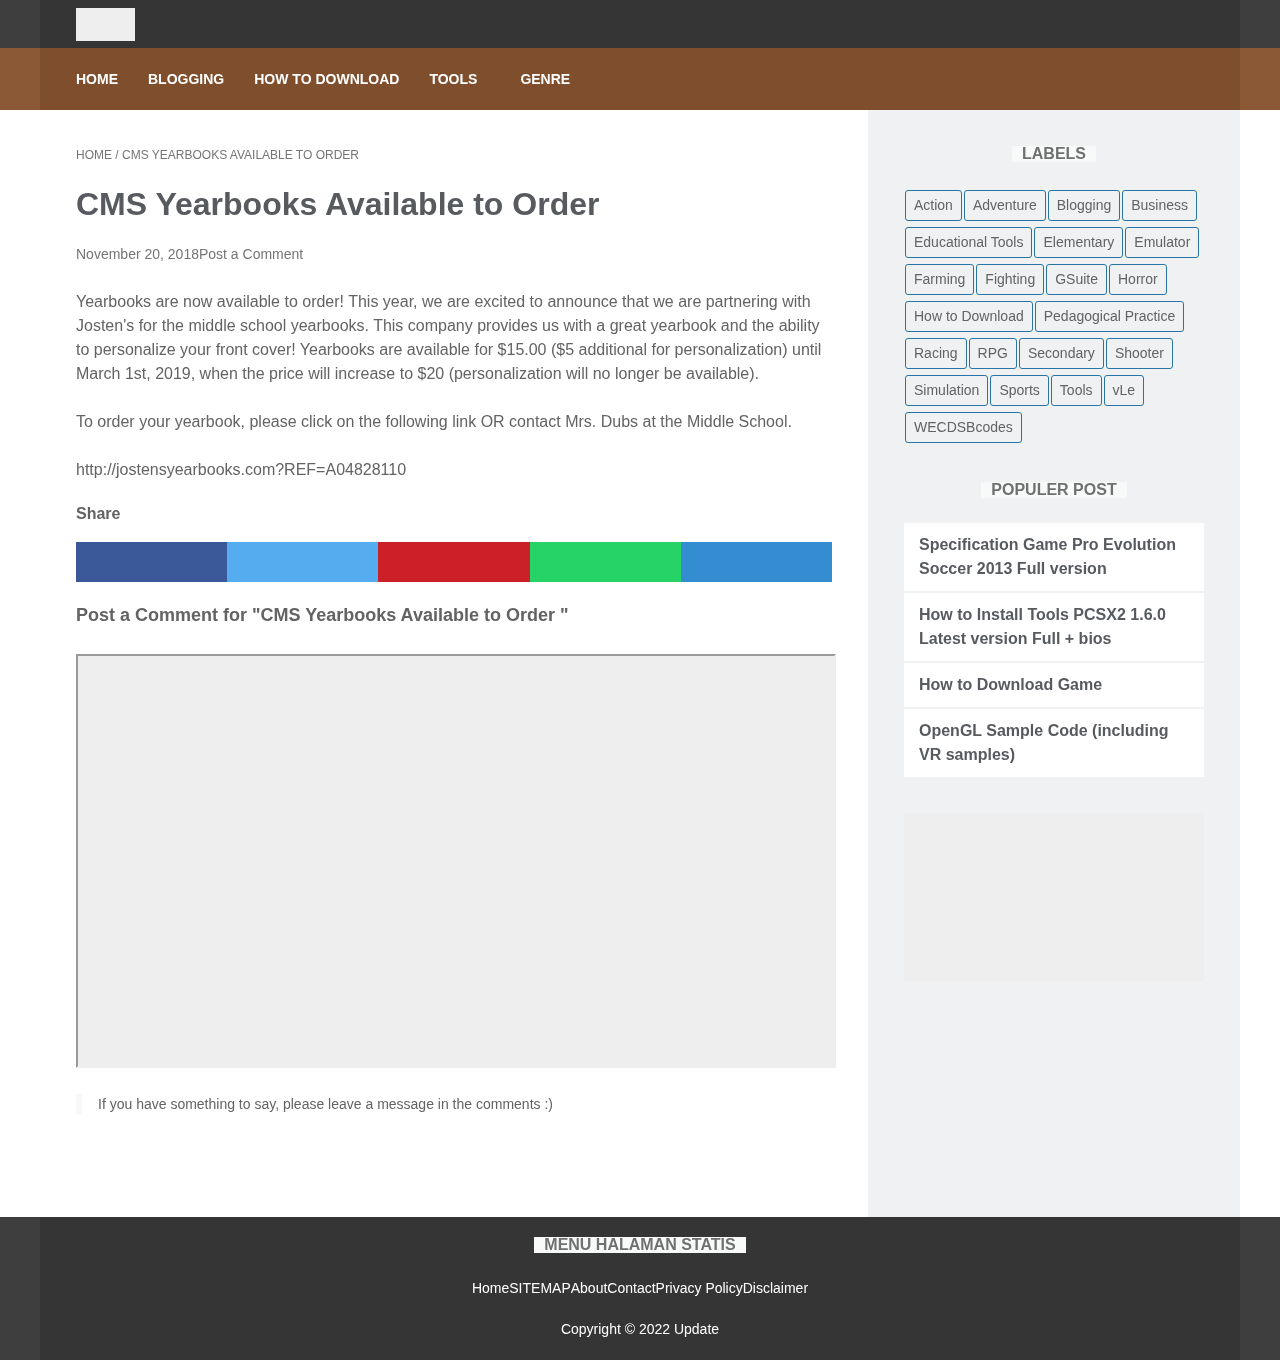 HOME BLOGGING HOW TO DOWNLOAD TOOLS GENRE
HOME / CMS YEARBOOKS AVAILABLE TO ORDER
CMS Yearbooks Available to Order
November 20, 2018Post a Comment
Yearbooks are now available to order! This year, we are excited to announce that we are partnering with
Josten's for the middle school yearbooks. This company provides us with a great yearbook and the ability
to personalize your front cover! Yearbooks are available for $15.00 ($5 additional for personalization) until
March 1st, 2019, when the price will increase to $20 (personalization will no longer be available).
To order your yearbook, please click on the following link OR contact Mrs. Dubs at the Middle School.
http://jostensyearbooks.com?REF=A04828110
Share
Post a Comment for "CMS Yearbooks Available to Order "
If you have something to say, please leave a message in the comments :)
LABELS
Action Adventure Blogging Business
Educational Tools Elementary Emulator
Farming Fighting GSuite Horror
How to Download Pedagogical Practice
Racing RPG Secondary Shooter
Simulation Sports Tools vLe
WECDSBcodes
POPULER POST
Specification Game Pro Evolution
Soccer 2013 Full version
How to Install Tools PCSX2 1.6.0
Latest version Full + bios
How to Download Game
OpenGL Sample Code (including
VR samples)
MENU HALAMAN STATIS
HomeSITEMAPAboutContactPrivacy PolicyDisclaimer
Copyright © 2022 Update